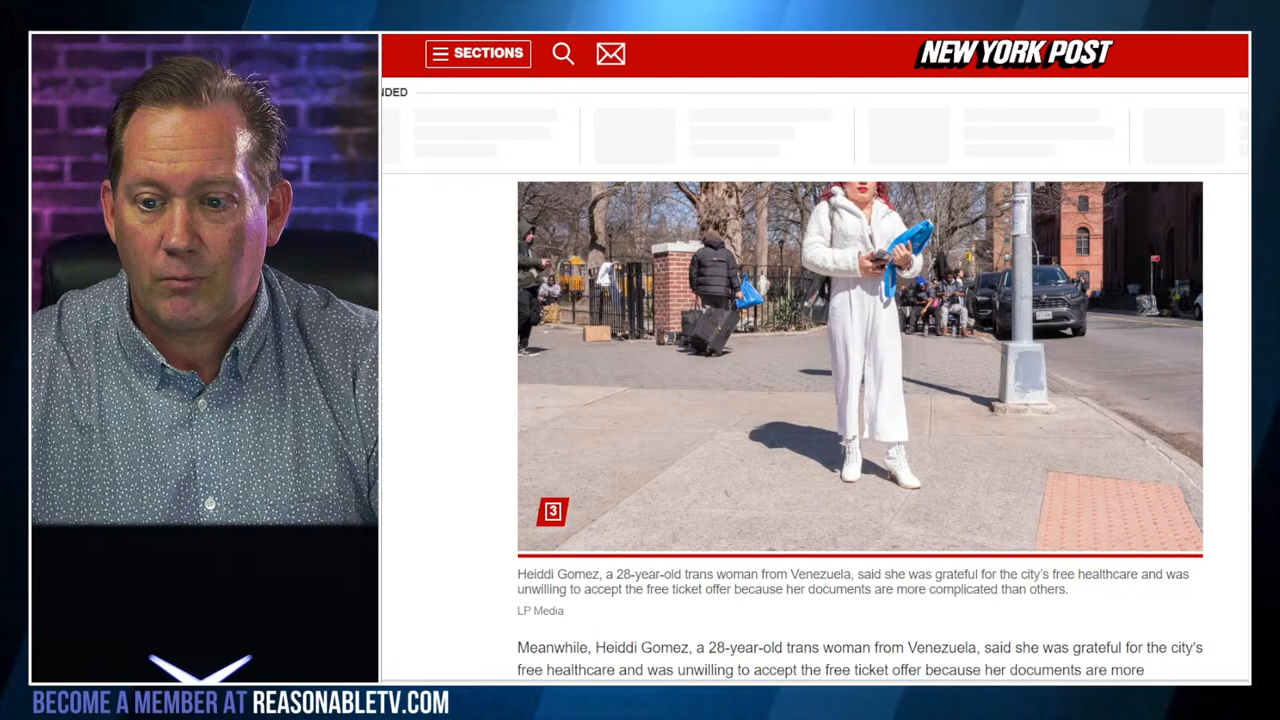 SECTIONS
NEW YORK POST
NDED
3
Heiddi Gomez, a 28-year-old trans woman from Venezuela, said she was grateful for the city's free healthcare and was
unwilling to accept the free ticket offer because her documents are more complicated than others.
LP Media
Meanwhile, Heiddi Gomez, a 28-year-old trans woman from Venezuela, said she was grateful for the city's
free healthcare and was unwilling to accept the free ticket offer because her documents are more
BECOME A MEMBER AT REASONABLETV.COM